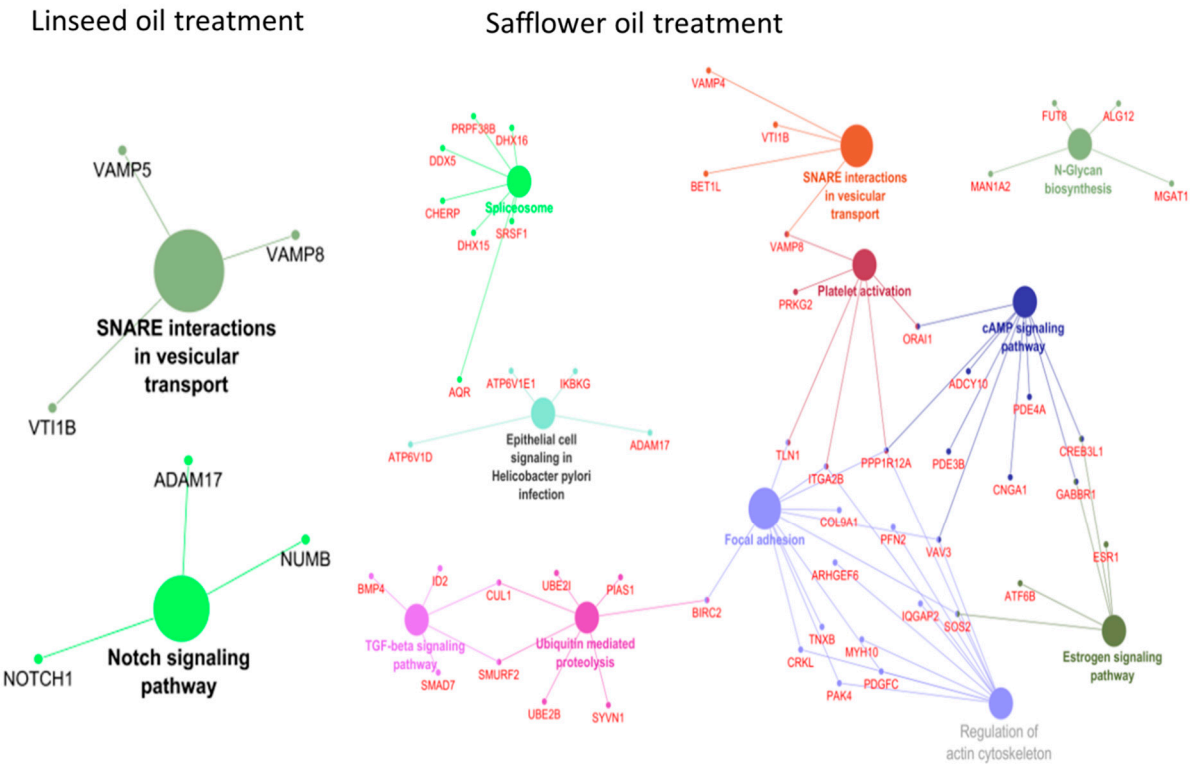 Linseed oil treatment
Safflower oil treatment
VAMP5
VAMP8
SNARE interactions
in vesicular
transport
VTI1B
ADAM17
NUMB
NOTCH1
Notch signaling
pathway
PRPF38B
DHX16
DDX5
CHERP
Spliceosome
DHX15
SRSF1
AQR
VAMP4
VTI1B
BET1L
SNARE interactions
in vesicular
transport
VAMP8
FUT8
ALG12
MAN1A2
N-Glycan
biosynthesis
MGAT1
PRKG2
Platelet activation
ORAI1
cAMP signaling
pathway
ADCY10
PDE4A
ATP6V1E1
IKBKG
ATP6V1D
ADAM17
Epithelial cell
signaling in
Helicobacter pylori
infection
TLN1
ITGA2B
PPP1R12A
PDE3B
CNGA1
CREB3L1
GABBR1
COL9A1
PFN2
VAV3
Focal adhesion
ESR1
ARHGEF6
IQGAP2
SOS2
ATF6B
BMP4
ID2
CUL1
UBE2I
PIAS1
BIRC2
TGF-beta signaling
pathway
Ubiquitin mediated
proteolysis
SMAD7
SMURF2
UBE2B
SYVN1
TNXB
MYH10
CRKL
PDGFC
PAK4
Estrogen signaling
pathway
Regulation of
actin cytoskeleton